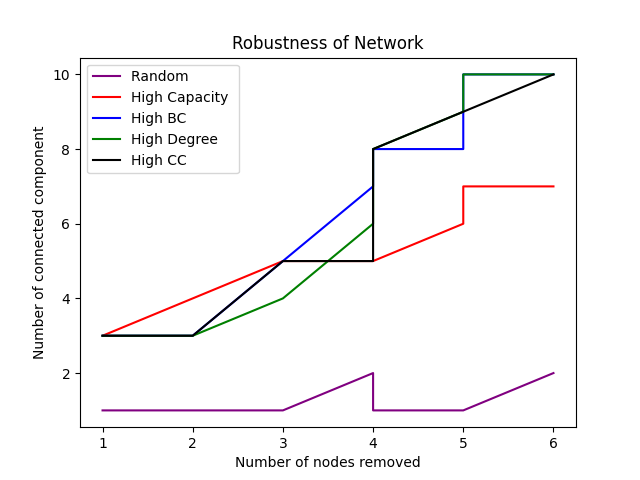 Robustness of Network
Random
High Capacity
High BC
High Degree
High CC
Number of connected component
10
8
6
4
2
1 2 3 4 5 6
Number of nodes removed